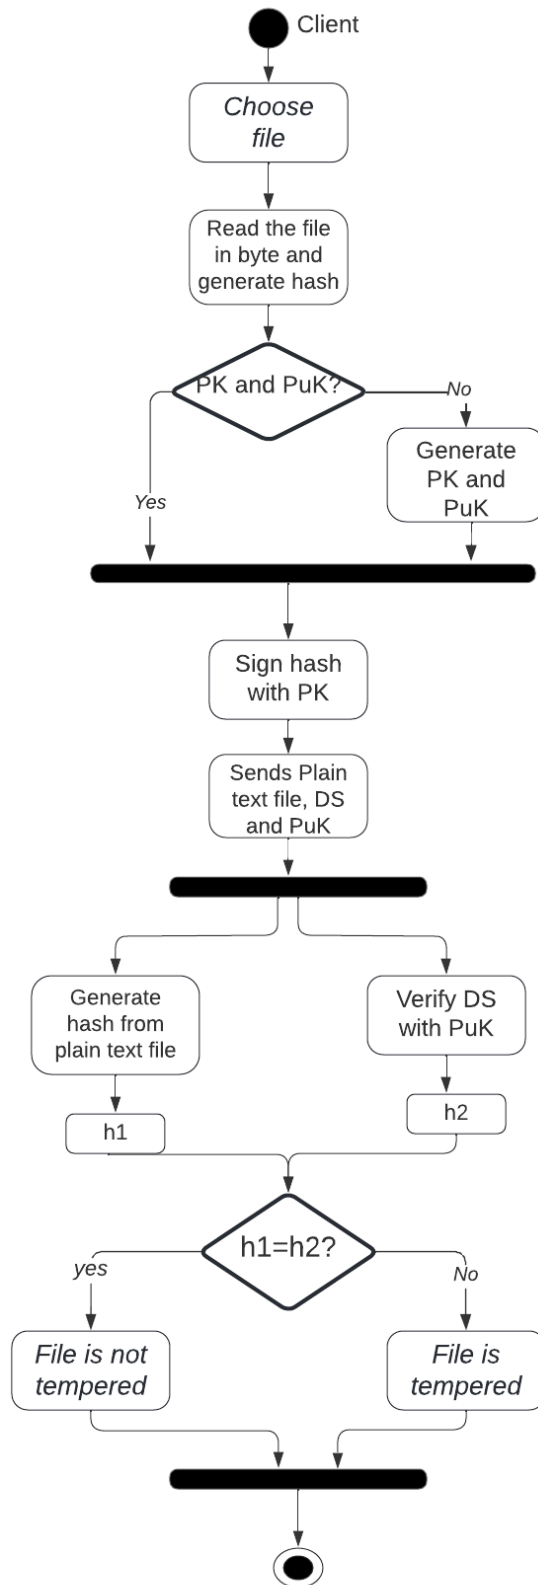 Client
Choose
file
Read the file
in byte and
generate hash
PK and PuK?
No
Generate
PK and
PuK
Yes
Sign hash
with PK
Sends Plain
text file, DS
and PuK
Generate
hash from
plain text file
Verify DS
with PuK
h1
h2
h1=h2?
yes
No
File is not
tempered
File is
tempered